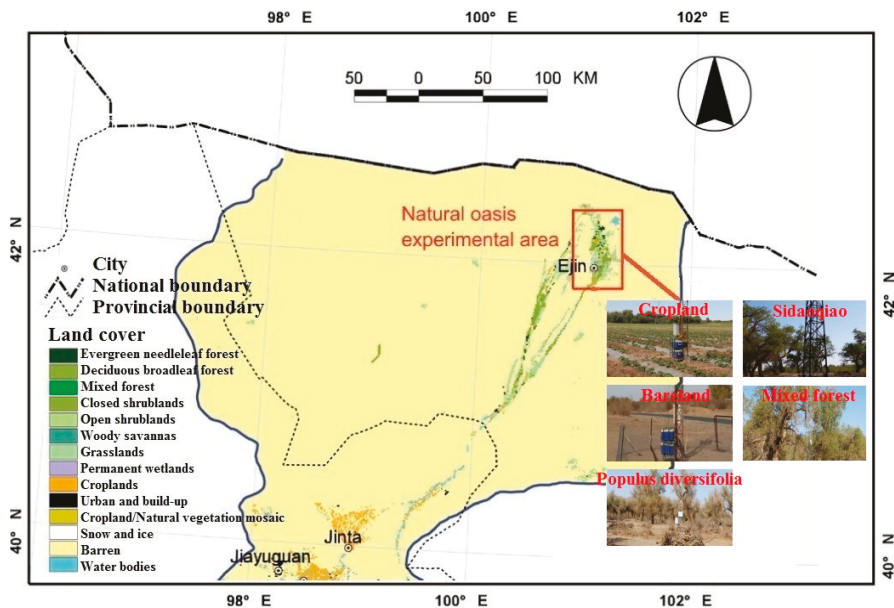 98° E
100° E
102° E
50 0 50 100 KM
42° N
Natural oasis
experimental area
Ejin
42° N
City
National boundary
Provincial boundary
Cropland
Sidaoqiao
Land cover
Evergreen needleleaf forest
Deciduous broadleaf forest
Mixed forest
Closed shrublands
Open shrublands
Woody savannas
Grasslands
Permanent wetlands
Croplands
Urban and build-up
Cropland/Natural vegetation mosaic
Snow and ice
Barren
Water bodies
Bareland
Mixed forest
Populus diversifolia
40° N
Jinta
Jiayuguan
40° N
98° E
100° E
102° E